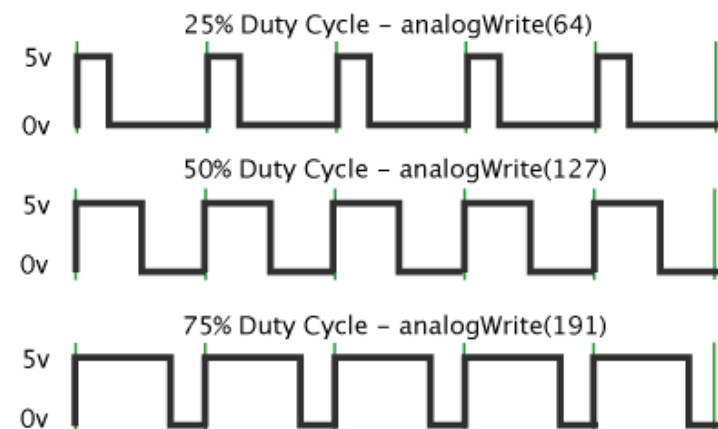 25% Duty Cycle – analogWrite(64)
5v
0v
50% Duty Cycle – analogWrite(127)
5v
0v
75% Duty Cycle – analogWrite(191)
5v
0v